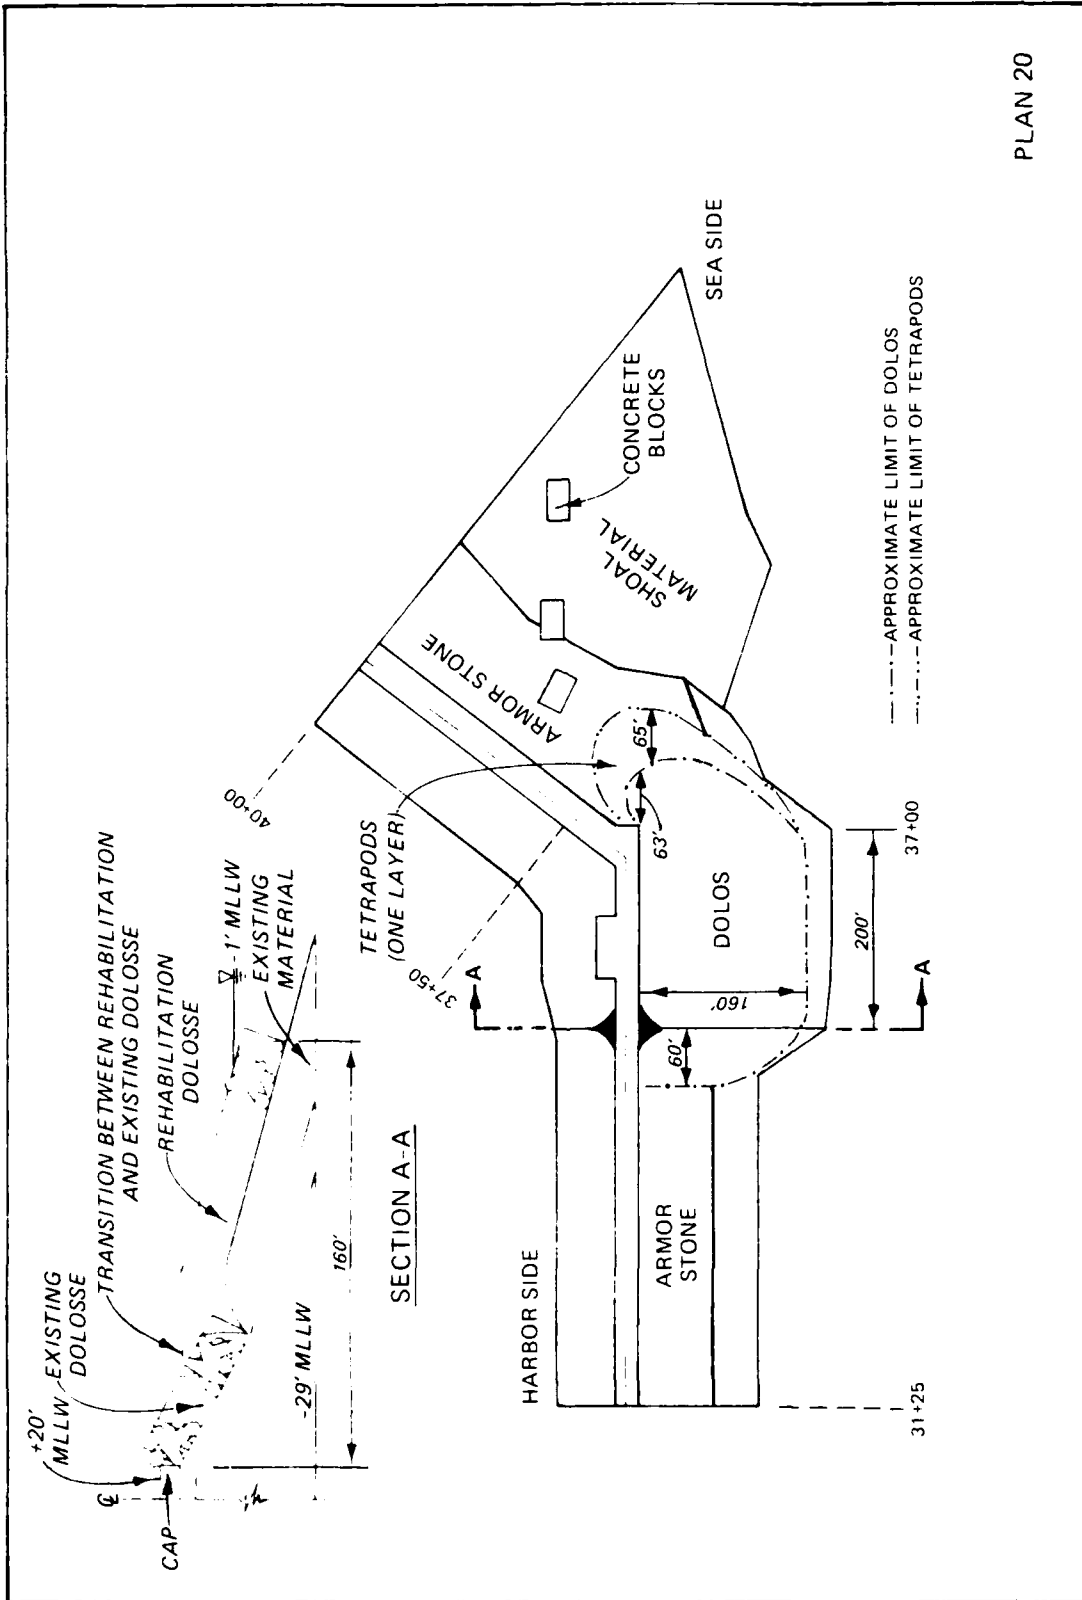 +20'
MLLW
EXISTING
DOLOSSE
TRANSITION BETWEEN REHABILITATION
AND EXISTING DOLOSSE
REHABILITATION
DOLOSSE
-1' MLLW
EXISTING
MATERIAL
℄
CAP
-29' MLLW
160'
SECTION A-A
40+00
37+50
TETRAPODS
(ONE LAYER)
HARBOR SIDE
ARMOR STONE
SHOAL
MATERIAL
CONCRETE
BLOCKS
SEA SIDE
65'
63'
A
A
ARMOR
STONE
60'
160'
DOLOS
200'
31+25
37+00
APPROXIMATE LIMIT OF DOLOS
APPROXIMATE LIMIT OF TETRAPODS
PLAN 20